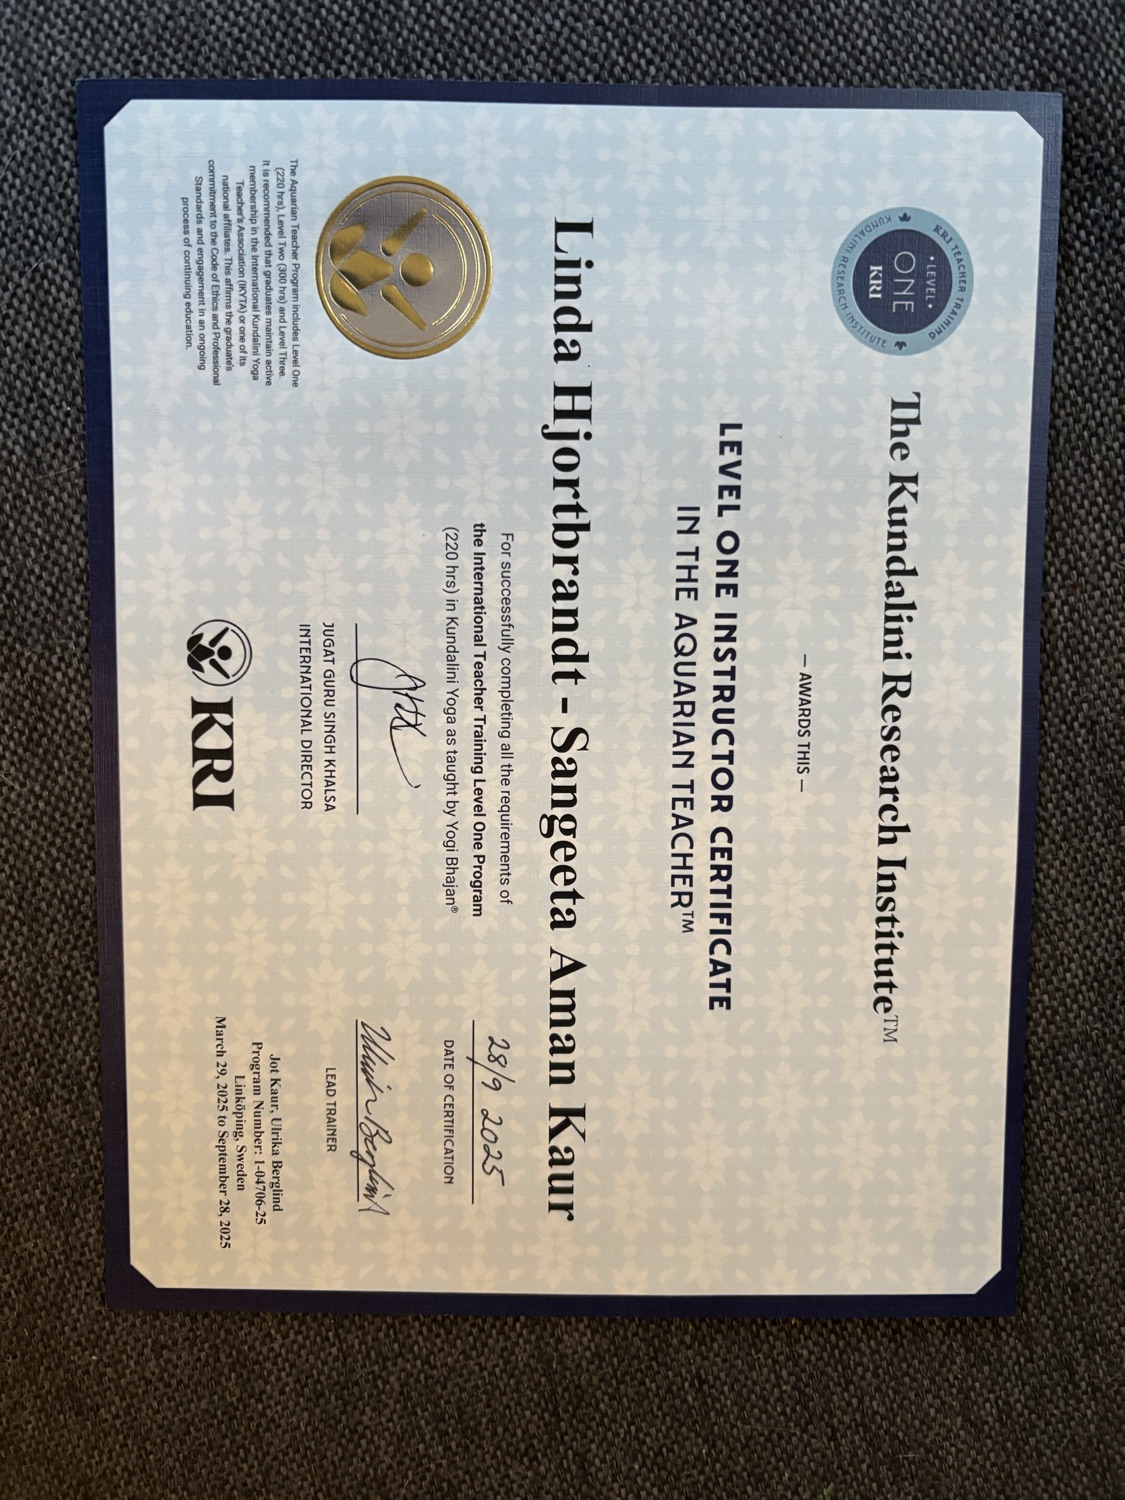 KRI TEACHER TRAINING
• LEVEL •
ONE
KRI
KUNDALINI RESEARCH INSTITUTE
The Kundalini Research Institute™
— AWARDS THIS —
LEVEL ONE INSTRUCTOR CERTIFICATE
IN THE AQUARIAN TEACHER™
Linda Hjortbrandt - Sangeeta Aman Kaur
For successfully completing all the requirements of
the International Teacher Training Level One Program
(220 hrs) in Kundalini Yoga as taught by Yogi Bhajan®
28/9 2025
DATE OF CERTIFICATION
JUGAT GURU SINGH KHALSA
INTERNATIONAL DIRECTOR
Ulrika Berglind
LEAD TRAINER
The Aquarian Teacher Program includes Level One
(220 hrs), Level Two (300 hrs) and Level Three.
It is recommended that graduates maintain active
membership in the International Kundalini Yoga
Teacher's Association (IKYTA) or one of its
national affiliates. This affirms the graduate's
commitment to the Code of Ethics and Professional
Standards and engagement in an ongoing
process of continuing education.
KRI
Jot Kaur, Ulrika Berglind
Program Number: 1-04706-25
Linköping, Sweden
March 29, 2025 to September 28, 2025